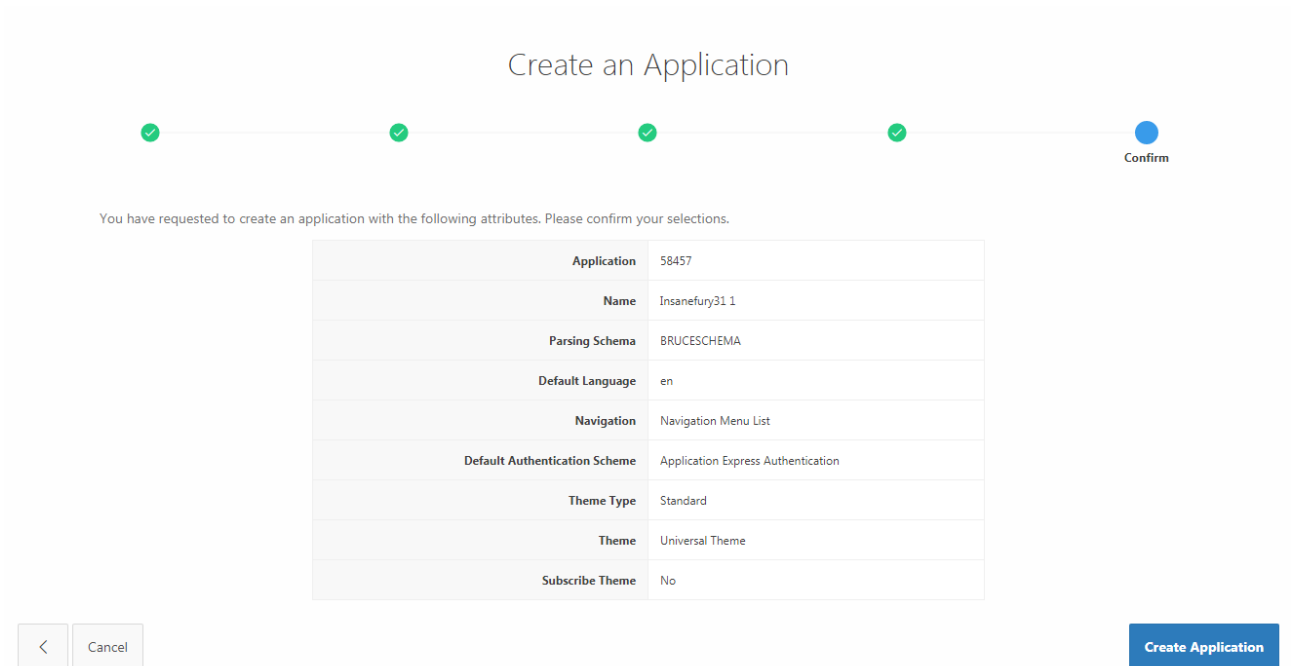 Create an Application
Confirm
You have requested to create an application with the following attributes. Please confirm your selections.
Application 58457
Name Insanefury31 1
Parsing Schema BRUCESCHEMA
Default Language en
Navigation Navigation Menu List
Default Authentication Scheme Application Express Authentication
Theme Type Standard
Theme Universal Theme
Subscribe Theme No
Cancel Create Application